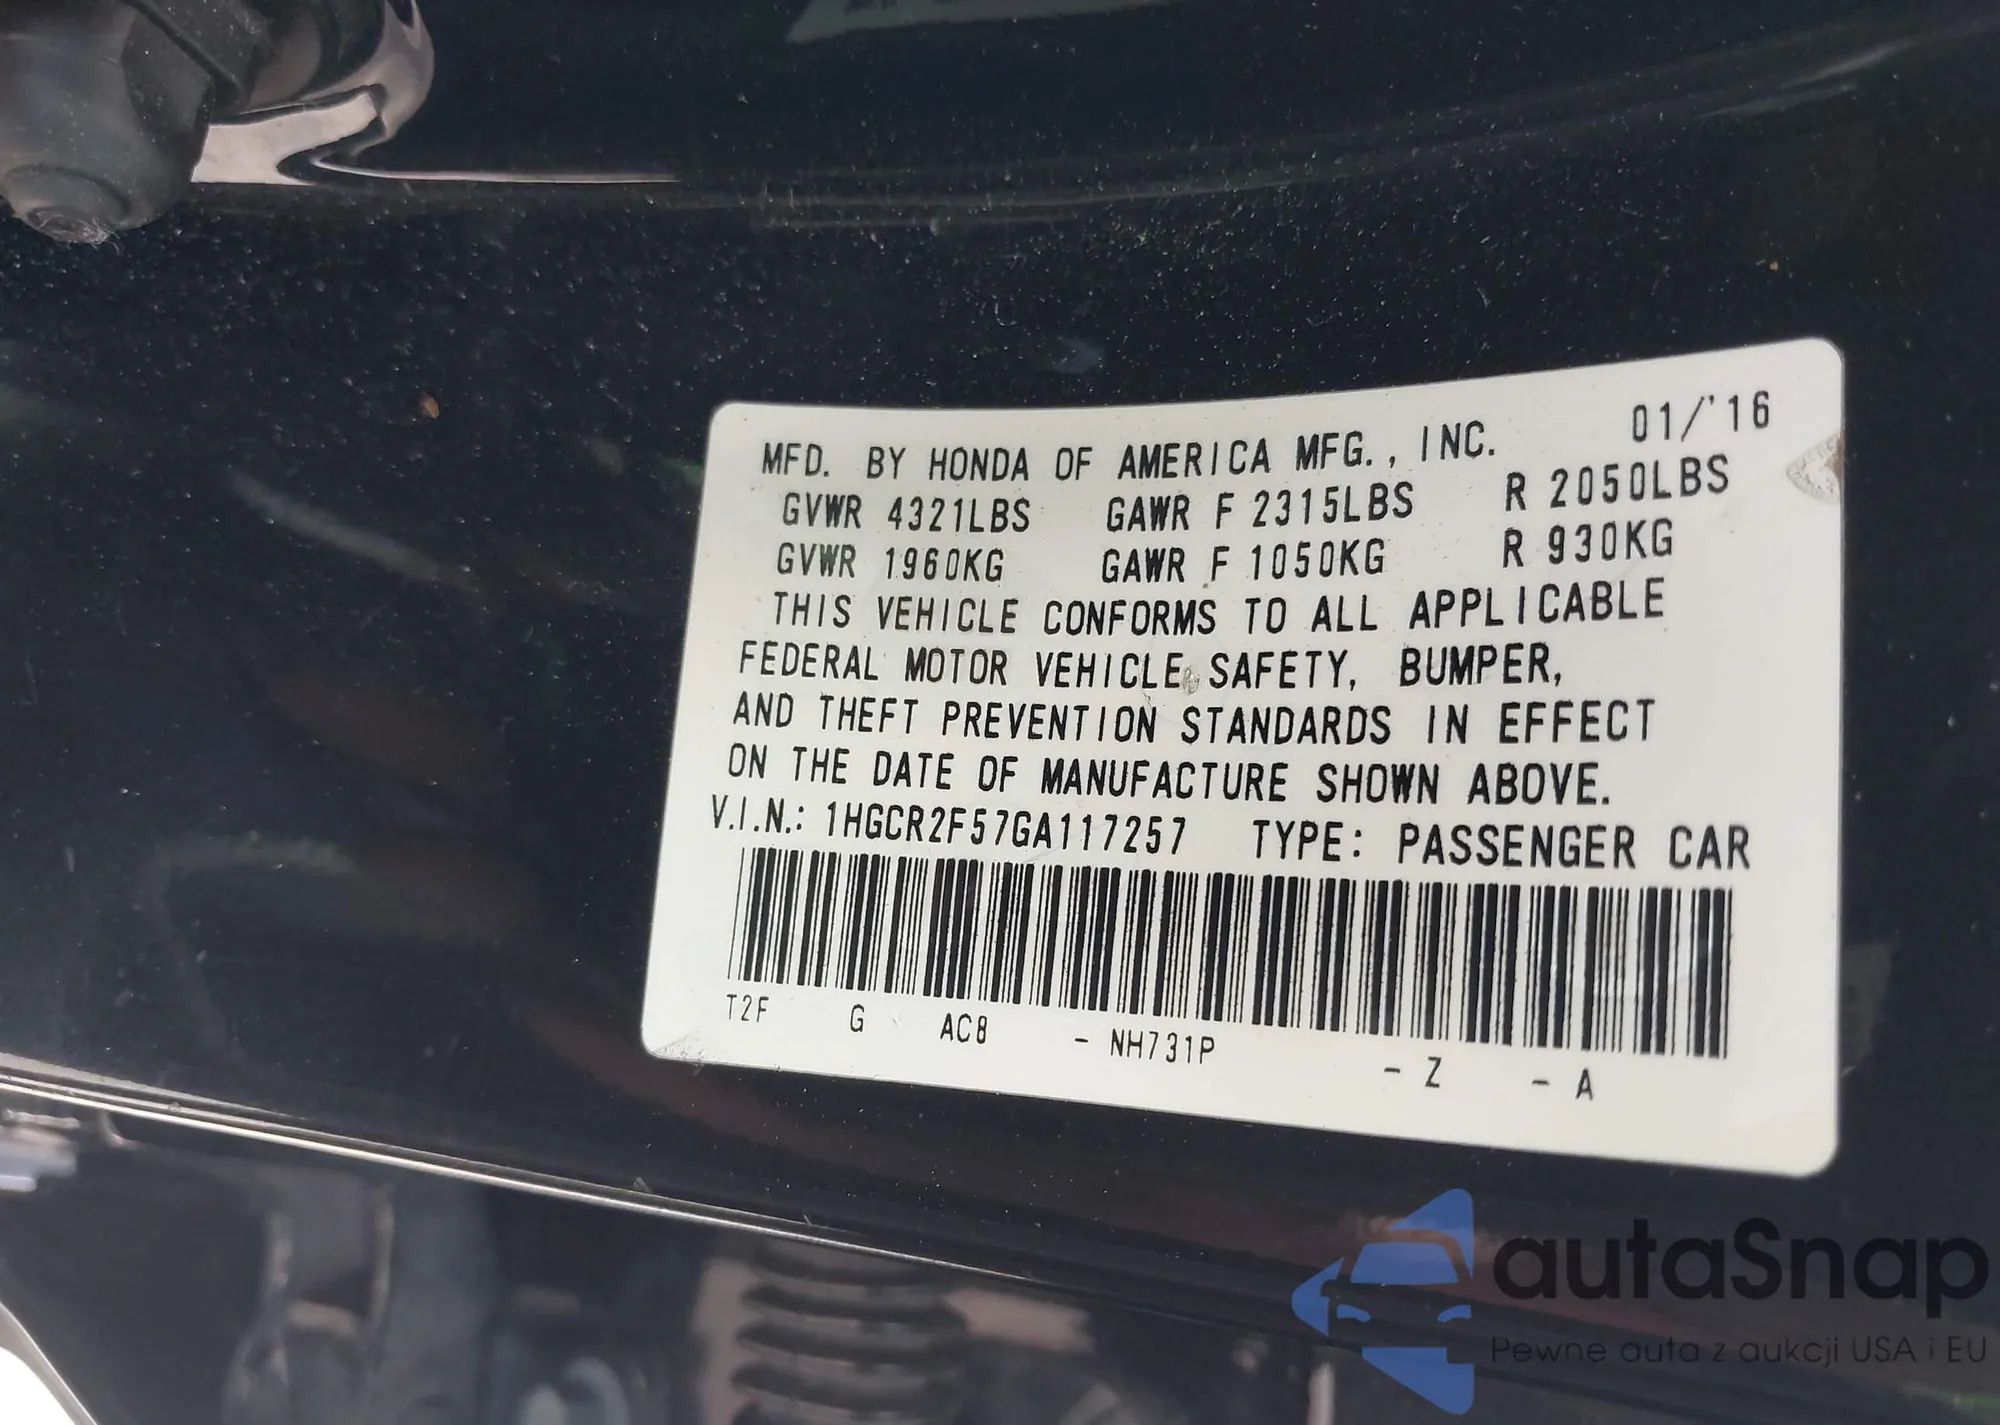 MFD. BY HONDA OF AMERICA MFG., INC. 01/'16
GVWR 4321LBS GAWR F 2315LBS R 2050LBS
GVWR 1960KG GAWR F 1050KG R 930KG
THIS VEHICLE CONFORMS TO ALL APPLICABLE
FEDERAL MOTOR VEHICLE SAFETY, BUMPER,
AND THEFT PREVENTION STANDARDS IN EFFECT
ON THE DATE OF MANUFACTURE SHOWN ABOVE.
V.I.N.: 1HGCR2F57GA117257 TYPE: PASSENGER CAR
T2F G AC8 - NH731P - Z - A
autaSnap
Pewne auta z aukcji USA i EU